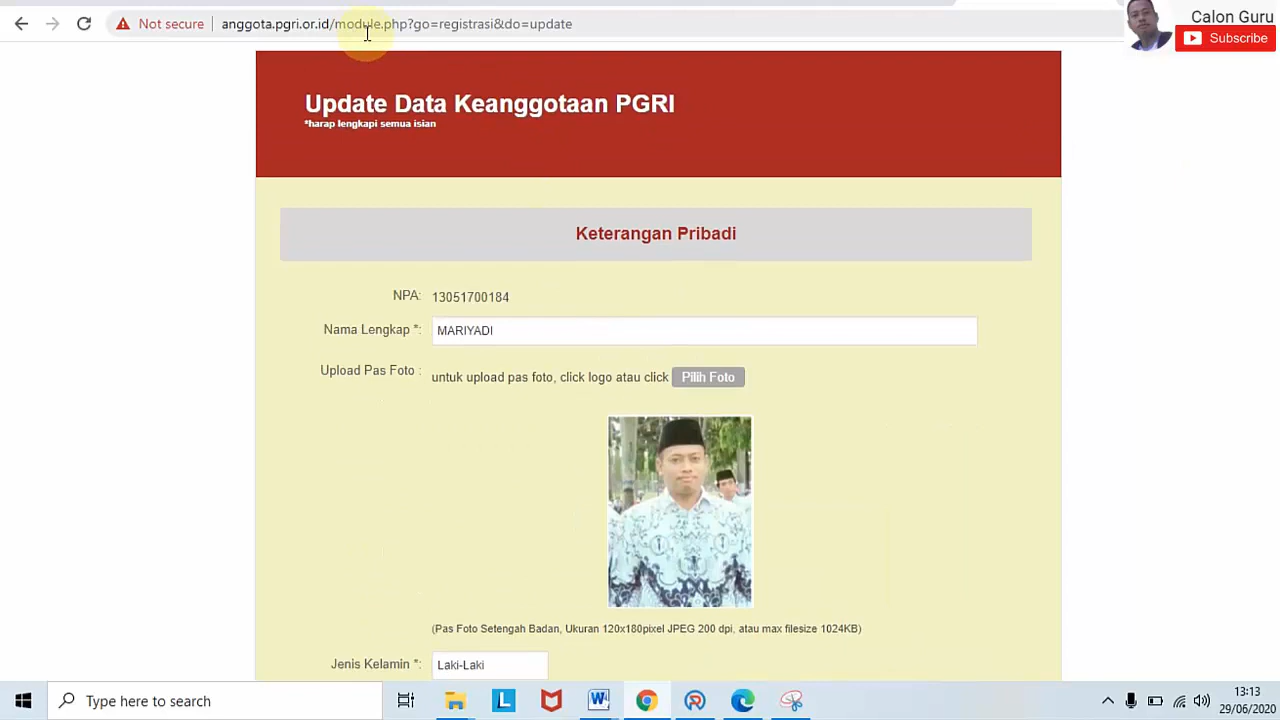 Not secure
anggota.pgri.or.id/module.php?go=registrasi&do=update
Calon Guru
Subscribe
Update Data Keanggotaan PGRI
*harap lengkapi semua isian
Keterangan Pribadi
NPA: 13051700184
Nama Lengkap *: MARIYADI
Upload Pas Foto : untuk upload pas foto, click logo atau click Pilih Foto
(Pas Foto Setengah Badan, Ukuran 120x180pixel JPEG 200 dpi, atau max filesize 1024KB)
Jenis Kelamin *: Laki-Laki
Type here to search
13:13
29/06/2020